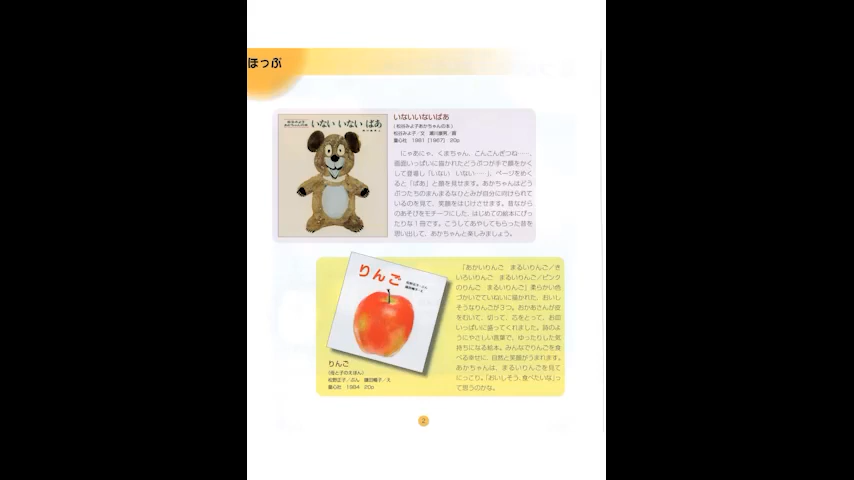 ほっぷ
いない いない ばあ
いないいないばあ
(松谷みよ子あかちゃんの本)
松谷みよ子/文 瀬川康男/画
童心社 1981 [1967] 20p
にゃあにゃ、くまちゃん、こんこんぎつね……、
画面いっぱいに描かれたどうぶつが手で顔をかく
して登場し「いない いない……」、ページをめく
ると「ばあ」と顔を見せます。あかちゃんはどう
ぶつたちのまんまるなひとみが自分に向けられて
いるのを見て、笑顔をはじけさせます。昔ながら
のあそびをモチーフにした、はじめての絵本にぴっ
たりな1冊です。こうしてあやしてもらった昔を
思い出して、あかちゃんと楽しみましょう。
りんご
「あかいりんご まるいりんご/き
いろいりんご まるいりんご/ピンク
のりんご まるいりんご」柔らかい色
づかいでていねいに描かれた、おいし
そうなりんごが3つ。おかあさんが皮
をむいて、切って、芯をとって、お皿
いっぱいに盛ってくれました。詩のよ
うにやさしい言葉で、ゆったりした気
持ちになる絵本。みんなでりんごを食
べる幸せに、自然と笑顔がうまれます。
あかちゃんは、まるいりんごを見て
にっこり。「おいしそう、食べたいな」っ
て思うのかな。
りんご
(母と子のえほん)
松野正子/ぶん 鎌田暢子/え
童心社 1984 20p
2